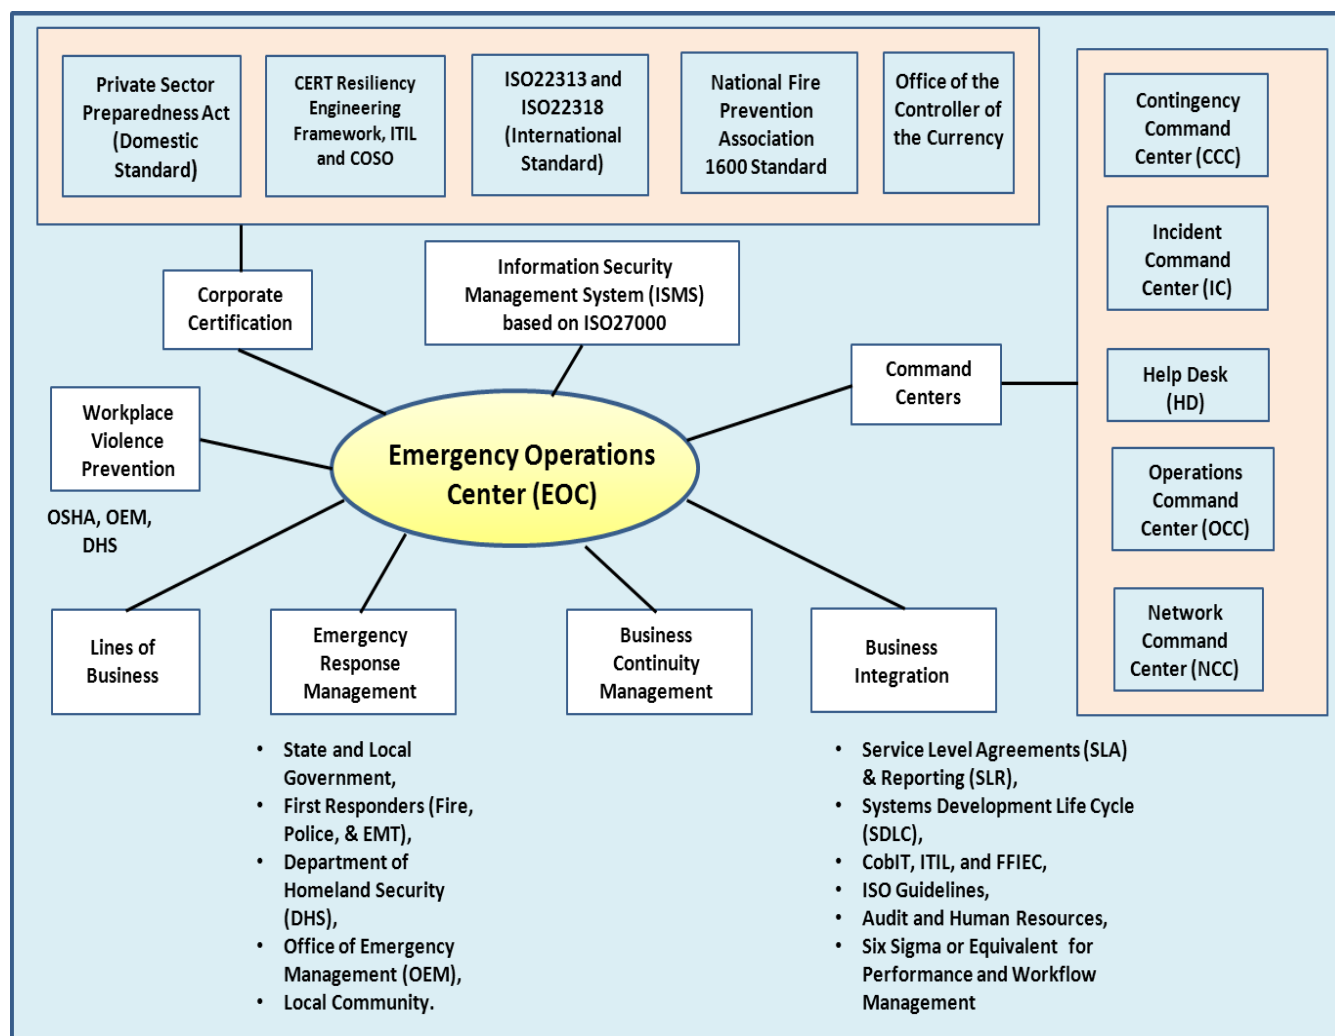 Private Sector
Preparedness Act
(Domestic
Standard)
CERT Resiliency
Engineering
Framework, ITIL
and COSO
ISO22313 and
ISO22318
(International
Standard)
National Fire
Prevention
Association
1600 Standard
Office of the
Controller of
the Currency
Contingency
Command
Center (CCC)
Incident
Command
Center (IC)
Help Desk
(HD)
Operations
Command
Center (OCC)
Network
Command
Center (NCC)
Corporate
Certification
Information Security
Management System (ISMS)
based on ISO27000
Command
Centers
Workplace
Violence
Prevention
OSHA, OEM,
DHS
Emergency Operations
Center (EOC)
Lines of
Business
Emergency
Response
Management
Business
Continuity
Management
Business
Integration
• State and Local
Government,
• First Responders (Fire,
Police, & EMT),
• Department of
Homeland Security
(DHS),
• Office of Emergency
Management (OEM),
• Local Community.
• Service Level Agreements (SLA)
& Reporting (SLR),
• Systems Development Life Cycle
(SDLC),
• CobIT, ITIL, and FFIEC,
• ISO Guidelines,
• Audit and Human Resources,
• Six Sigma or Equivalent for
Performance and Workflow
Management